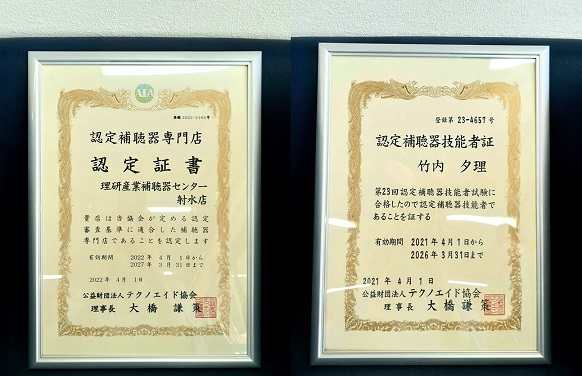 認定補聴器専門店
認定証書
理研産業補聴器センター
射水店
貴店は当協会が定める認定
審査基準に適合した補聴器
専門店であることを認定します
有効期間 2022年4月1日から
2027年3月31日まで
2022年4月1日
公益財団法人テクノエイド協会
理事長 大橋謙策
登録第 23-4657号
認定補聴器技能者証
竹内 夕理
第23回認定補聴器技能者試験に
合格したので認定補聴器技能者で
あることを証する
有効期間 2021年4月1日から
2026年3月31日まで
2021年4月1日
公益財団法人テクノエイド協会
理事長 大橋謙策